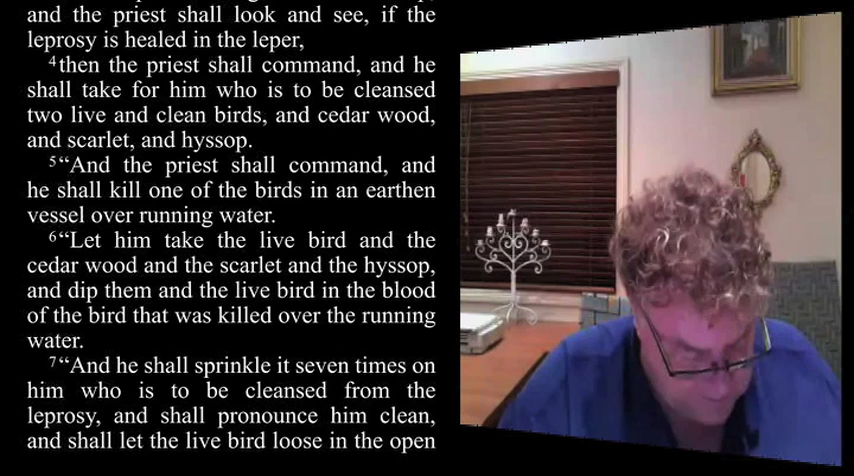 and the priest shall look and see, if the
leprosy is healed in the leper,
4then the priest shall command, and he
shall take for him who is to be cleansed
two live and clean birds, and cedar wood,
and scarlet, and hyssop.
5“And the priest shall command, and
he shall kill one of the birds in an earthen
vessel over running water.
6“Let him take the live bird and the
cedar wood and the scarlet and the hyssop,
and dip them and the live bird in the blood
of the bird that was killed over the running
water.
7“And he shall sprinkle it seven times on
him who is to be cleansed from the
leprosy, and shall pronounce him clean,
and shall let the live bird loose in the open